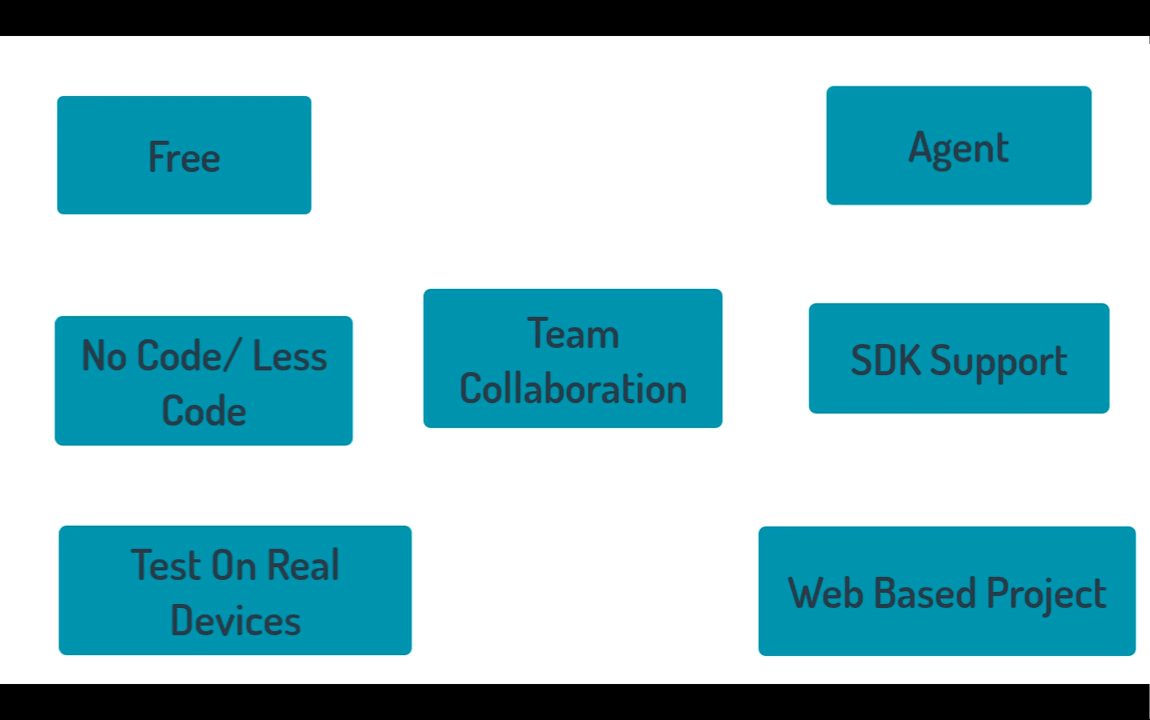 Free
Agent
No Code/ Less
Code
Team
Collaboration
SDK Support
Test On Real
Devices
Web Based Project